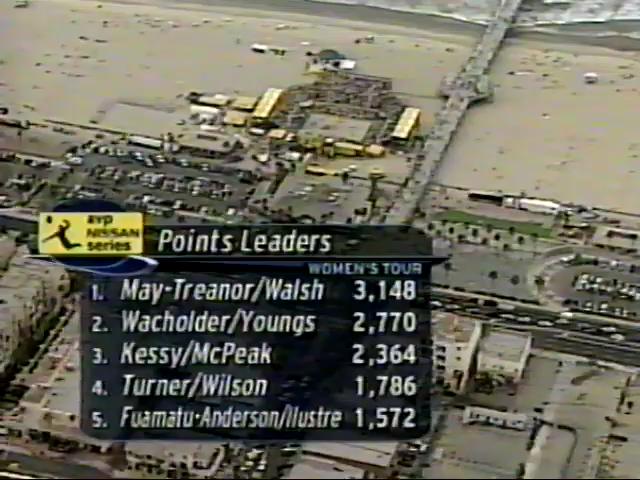 avp
NISSAN
series
Points Leaders
WOMEN'S TOUR
1. May-Treanor/Walsh 3,148
2. Wacholder/Youngs 2,770
3. Kessy/McPeak 2,364
4. Turner/Wilson 1,786
5. Fuamatu-Anderson/Ilustre 1,572